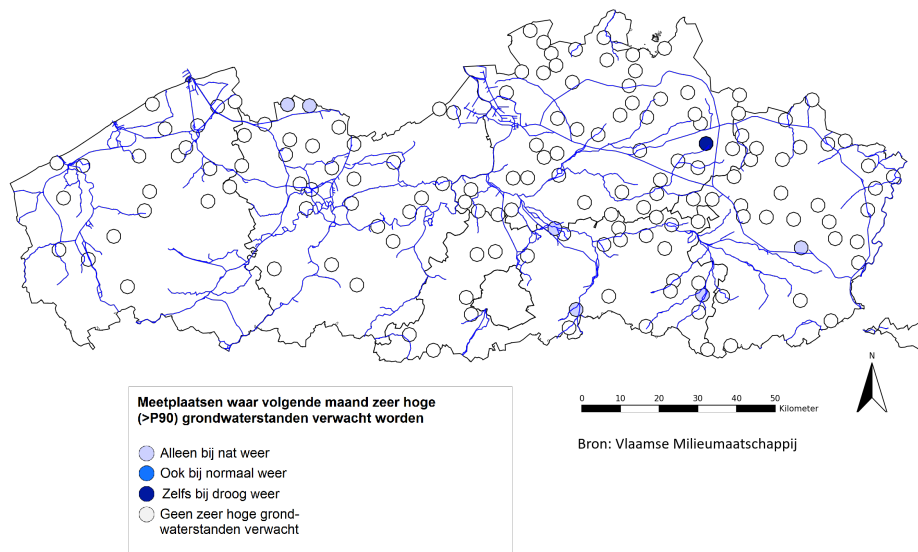 Meetplaatsen waar volgende maand zeer hoge
(>P90) grondwaterstanden verwacht worden
Alleen bij nat weer
Ook bij normaal weer
Zelfs bij droog weer
Geen zeer hoge grond-
waterstanden verwacht
0 10 20 30 40 50
Kilometer
N
Bron: Vlaamse Milieumaatschappij